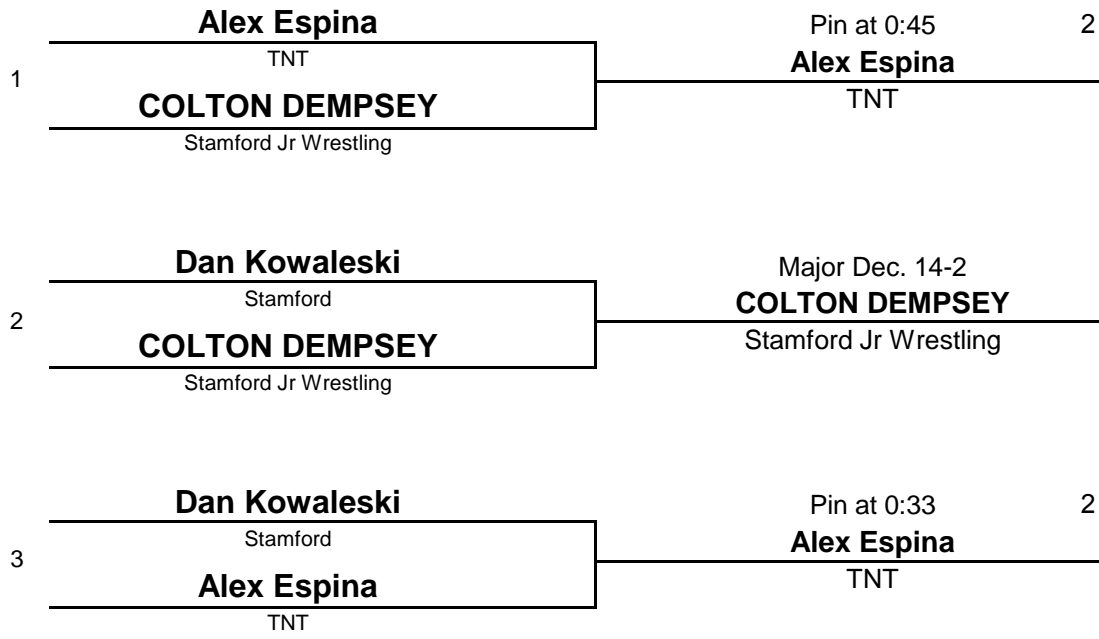 Alex Espina
TNT
1
COLTON DEMPSEY
Stamford Jr Wrestling
Pin at 0:45 2
Alex Espina
TNT
Dan Kowaleski
Stamford
2
COLTON DEMPSEY
Stamford Jr Wrestling
Major Dec. 14-2
COLTON DEMPSEY
Stamford Jr Wrestling
Dan Kowaleski
Stamford
3
Alex Espina
TNT
Pin at 0:33 2
Alex Espina
TNT